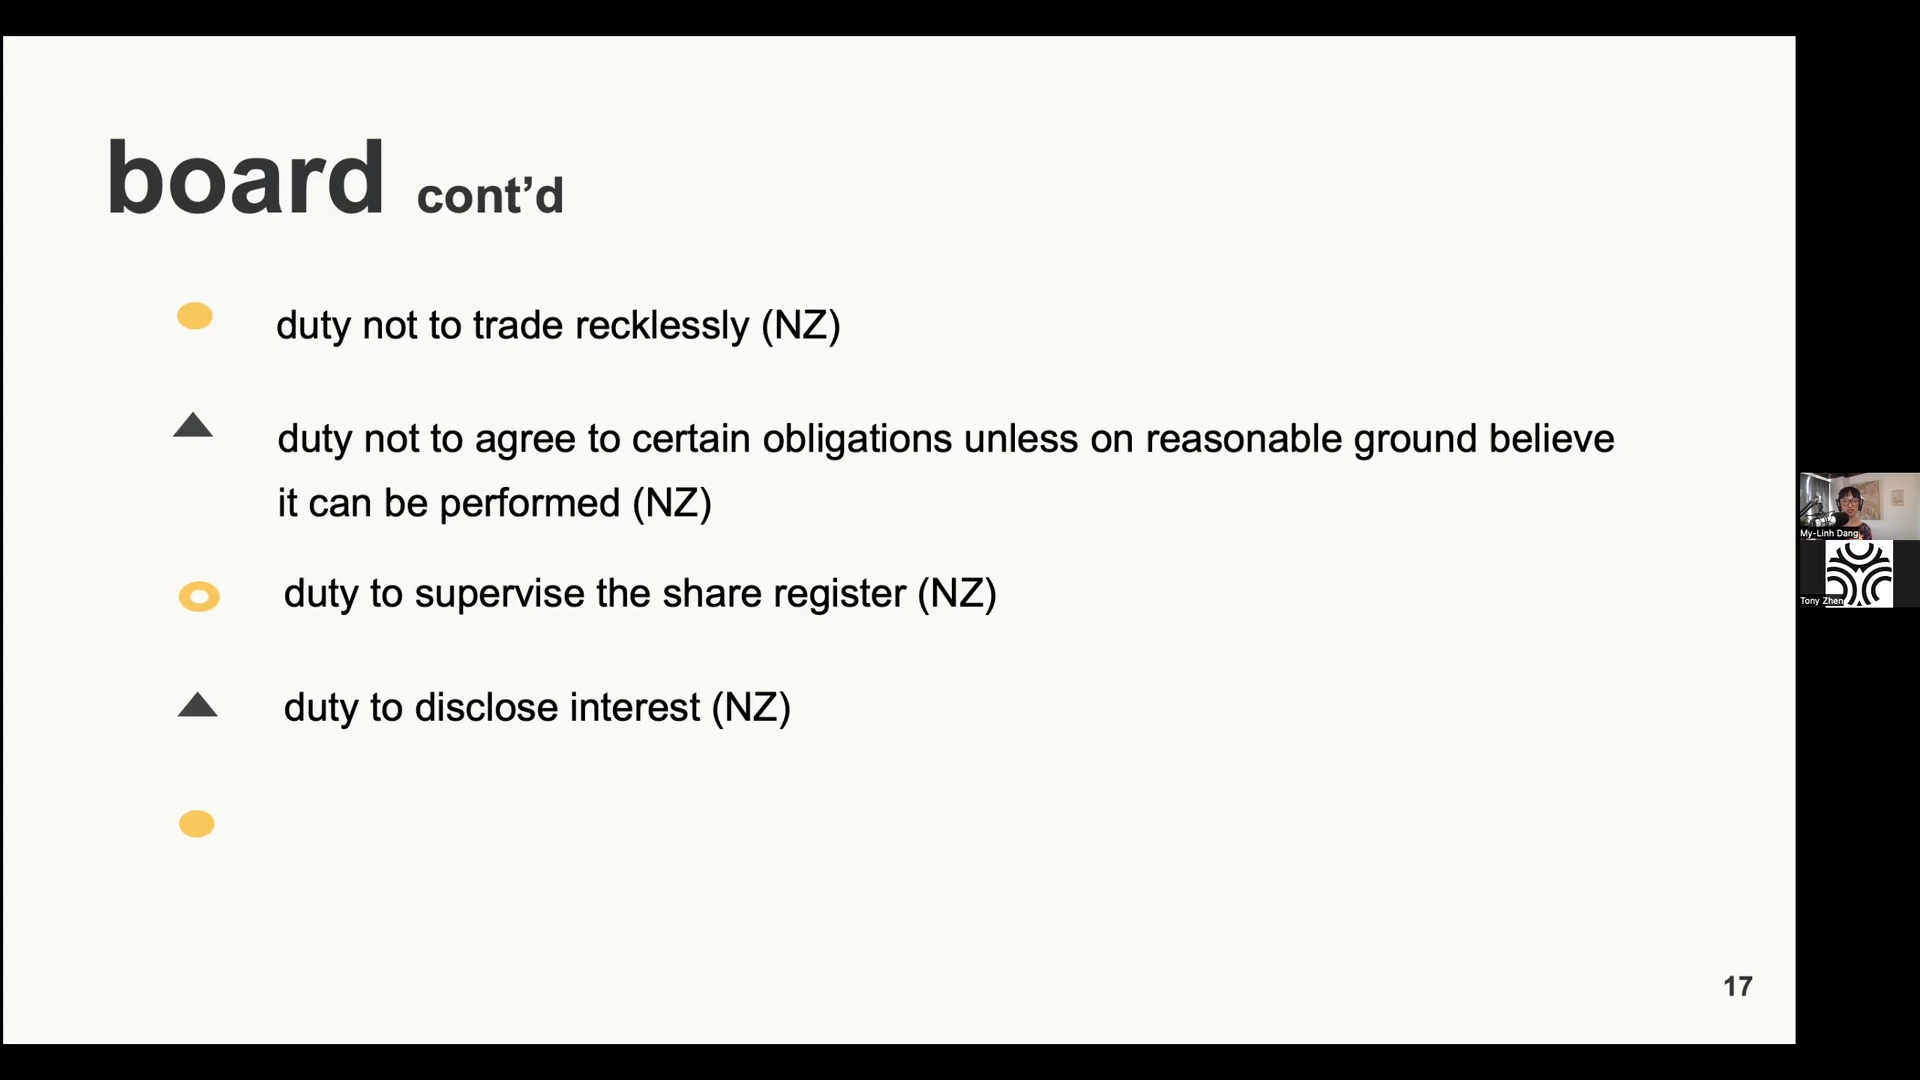 board cont’d
duty not to trade recklessly (NZ)
duty not to agree to certain obligations unless on reasonable ground believe
it can be performed (NZ)
duty to supervise the share register (NZ)
duty to disclose interest (NZ)
17
My-Linh Dang
Tony Zhen